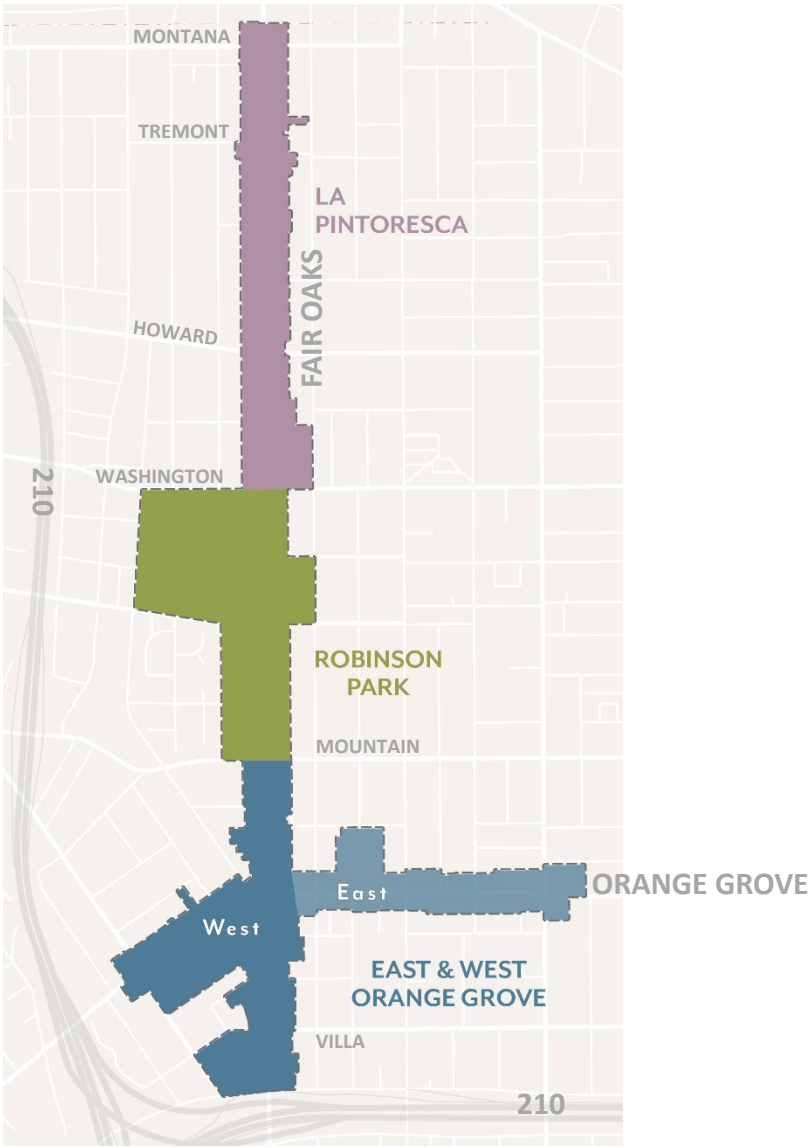 MONTANA
TREMONT
LA
PINTORESCA
FAIR OAKS
HOWARD
WASHINGTON
210
ROBINSON
PARK
MOUNTAIN
East
ORANGE GROVE
West
EAST & WEST
ORANGE GROVE
VILLA
210